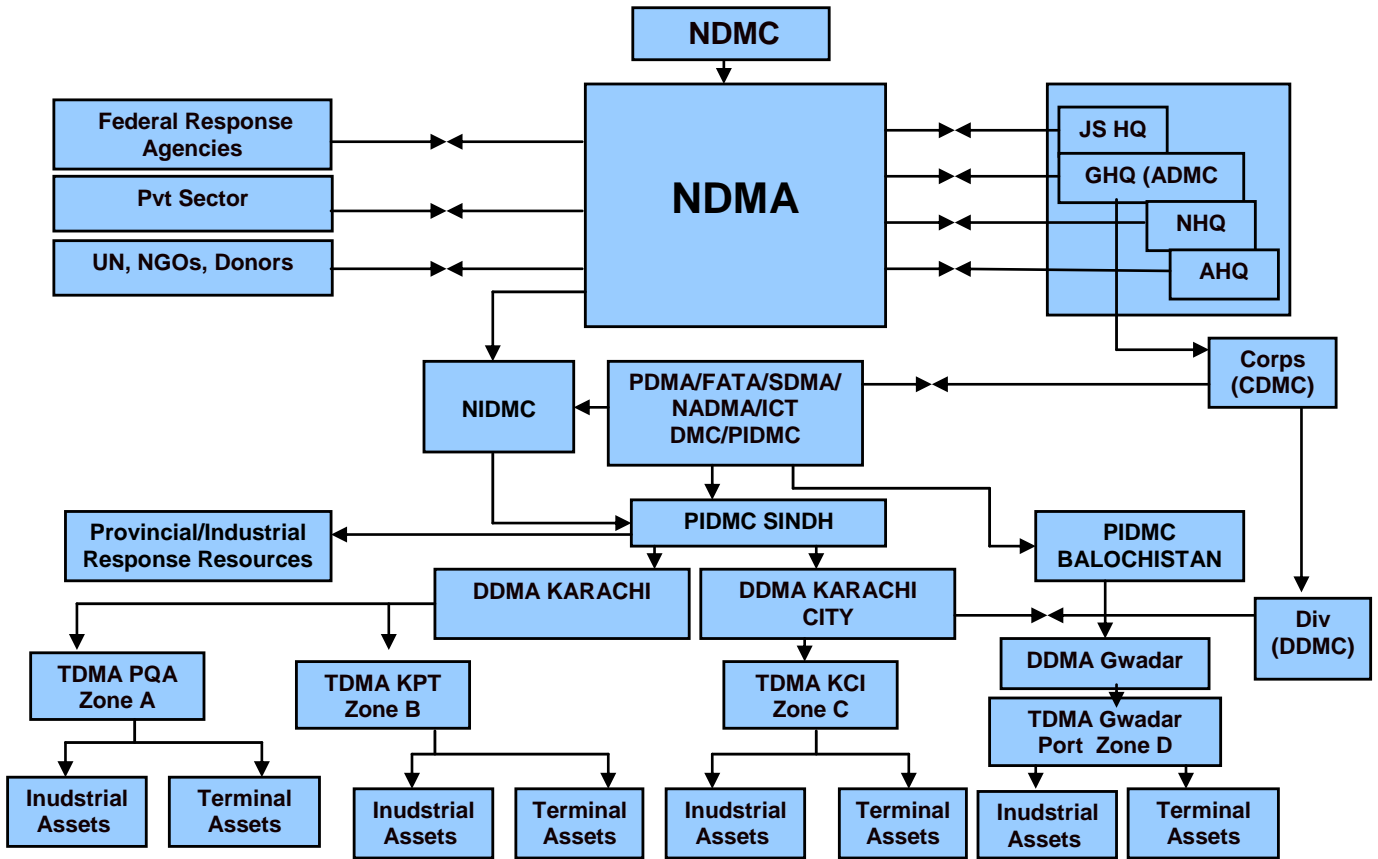 NDMC
Federal Response
Agencies
Pvt Sector
UN, NGOs, Donors
NDMA
JS HQ
GHQ (ADMC
NHQ
AHQ
NIDMC
PDMA/FATA/SDMA/
NADMA/ICT
DMC/PIDMC
Corps
(CDMC)
Provincial/Industrial
Response Resources
PIDMC SINDH
PIDMC
BALOCHISTAN
DDMA KARACHI
DDMA KARACHI
CITY
Div
(DDMC)
TDMA PQA
Zone A
TDMA KPT
Zone B
TDMA KCI
Zone C
DDMA Gwadar
TDMA Gwadar
Port Zone D
Inudstrial
Assets
Terminal
Assets
Inudstrial
Assets
Terminal
Assets
Inudstrial
Assets
Terminal
Assets
Inudstrial
Assets
Terminal
Assets